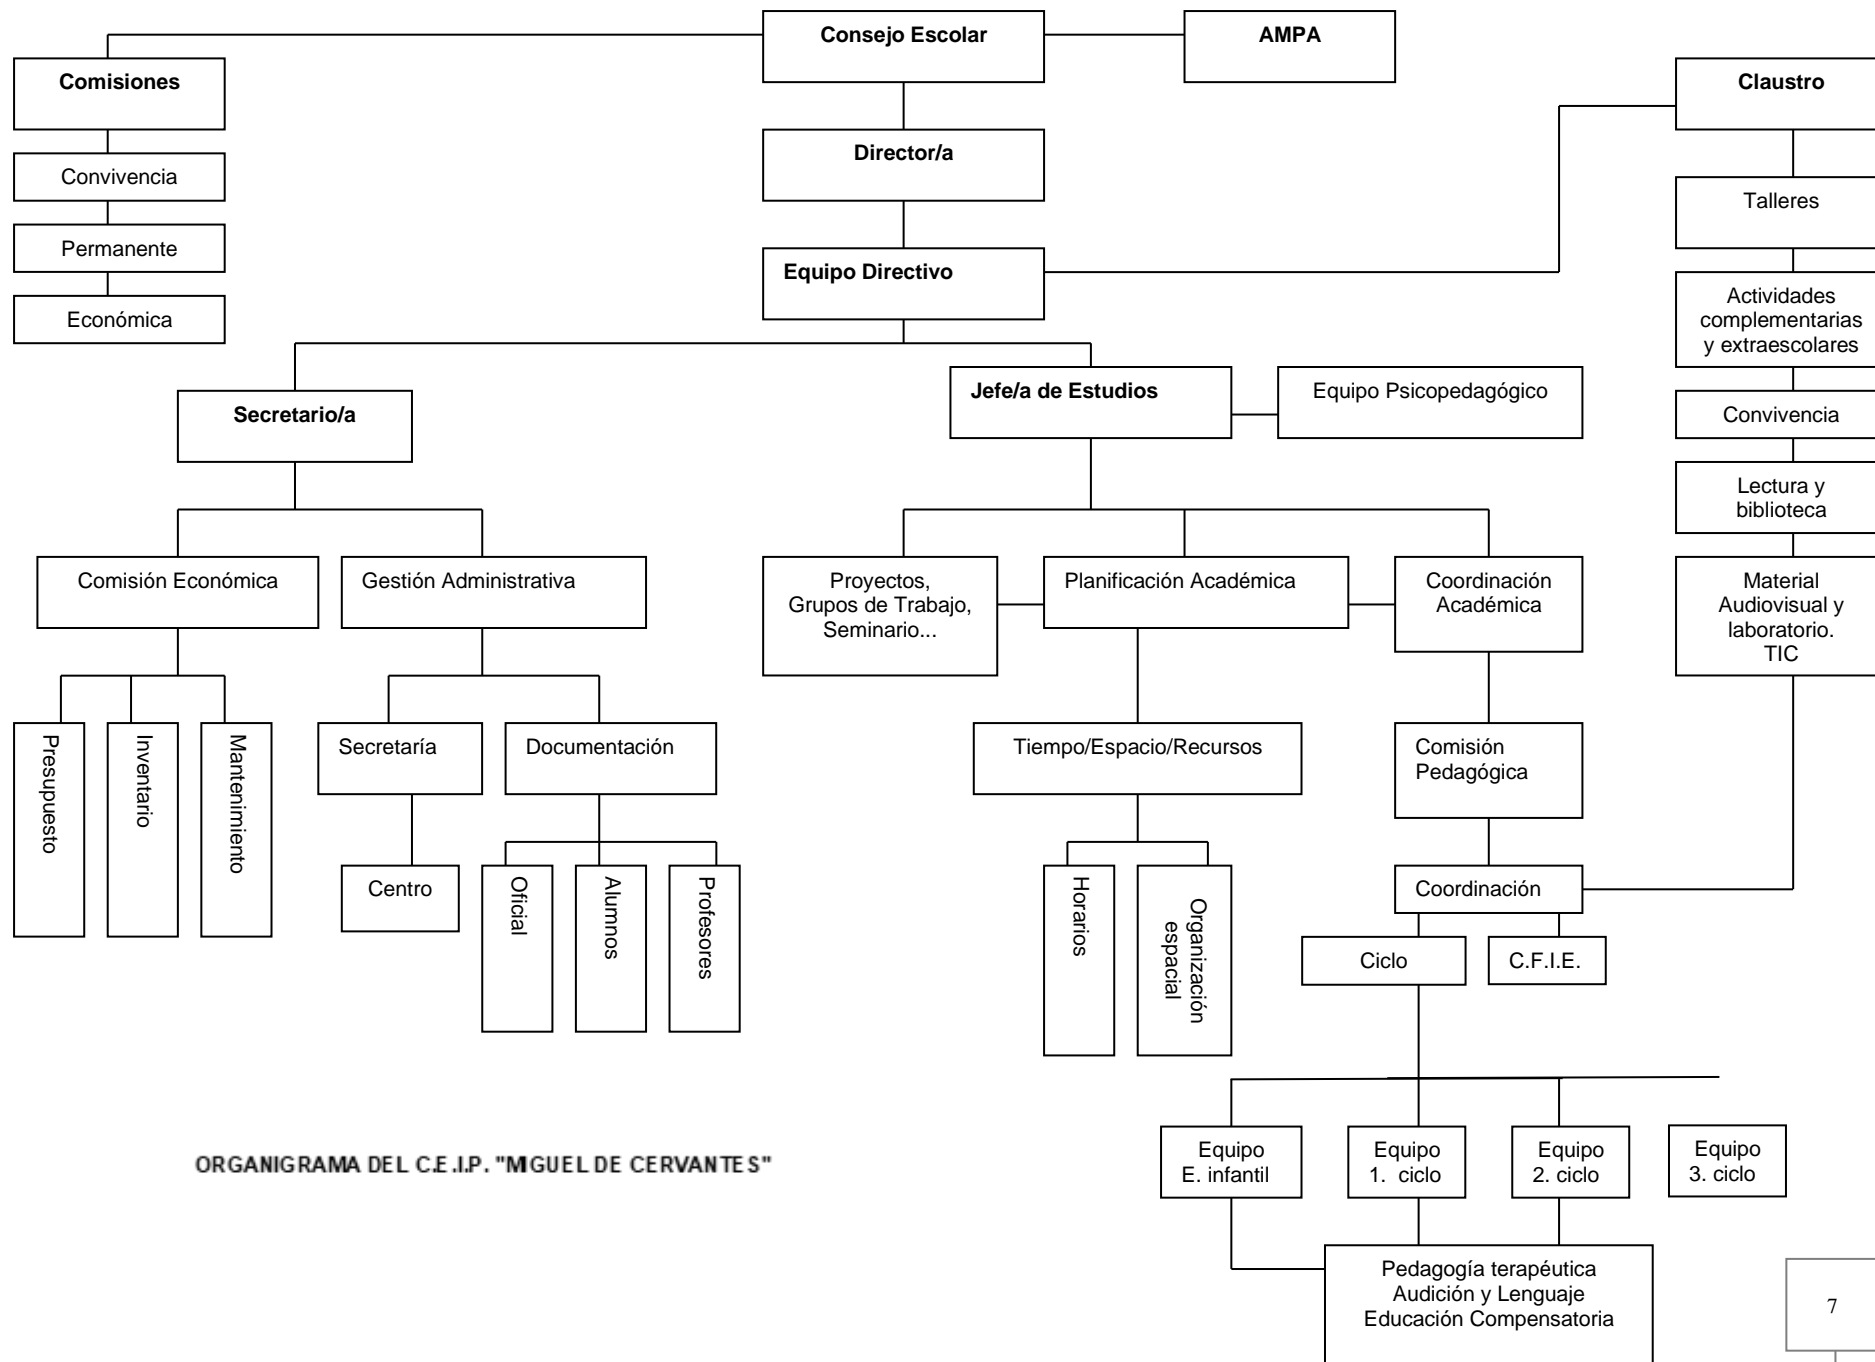 Consejo Escolar
AMPA
Comisiones
Claustro
Director/a
Convivencia
Talleres
Permanente
Equipo Directivo
Económica
Actividades
complementarias
y extraescolares
Secretario/a
Jefe/a de Estudios
Equipo Psicopedagógico
Convivencia
Lectura y
biblioteca
Comisión Económica
Gestión Administrativa
Proyectos,
Grupos de Trabajo,
Seminario...
Planificación Académica
Coordinación
Académica
Material
Audiovisual y
laboratorio.
TIC
Presupuesto
Inventario
Mantenimiento
Secretaría
Documentación
Tiempo/Espacio/Recursos
Comisión
Pedagógica
Centro
Oficial
Alumnos
Profesores
Horarios
Organización
espacial
Coordinación
Ciclo
C.F.I.E.
Equipo
E. infantil
Equipo
1. ciclo
Equipo
2. ciclo
Equipo
3. ciclo
ORGANIGRAMA DEL C.E.I.P. "MIGUEL DE CERVANTES"
Pedagogía terapéutica
Audición y Lenguaje
Educación Compensatoria
7